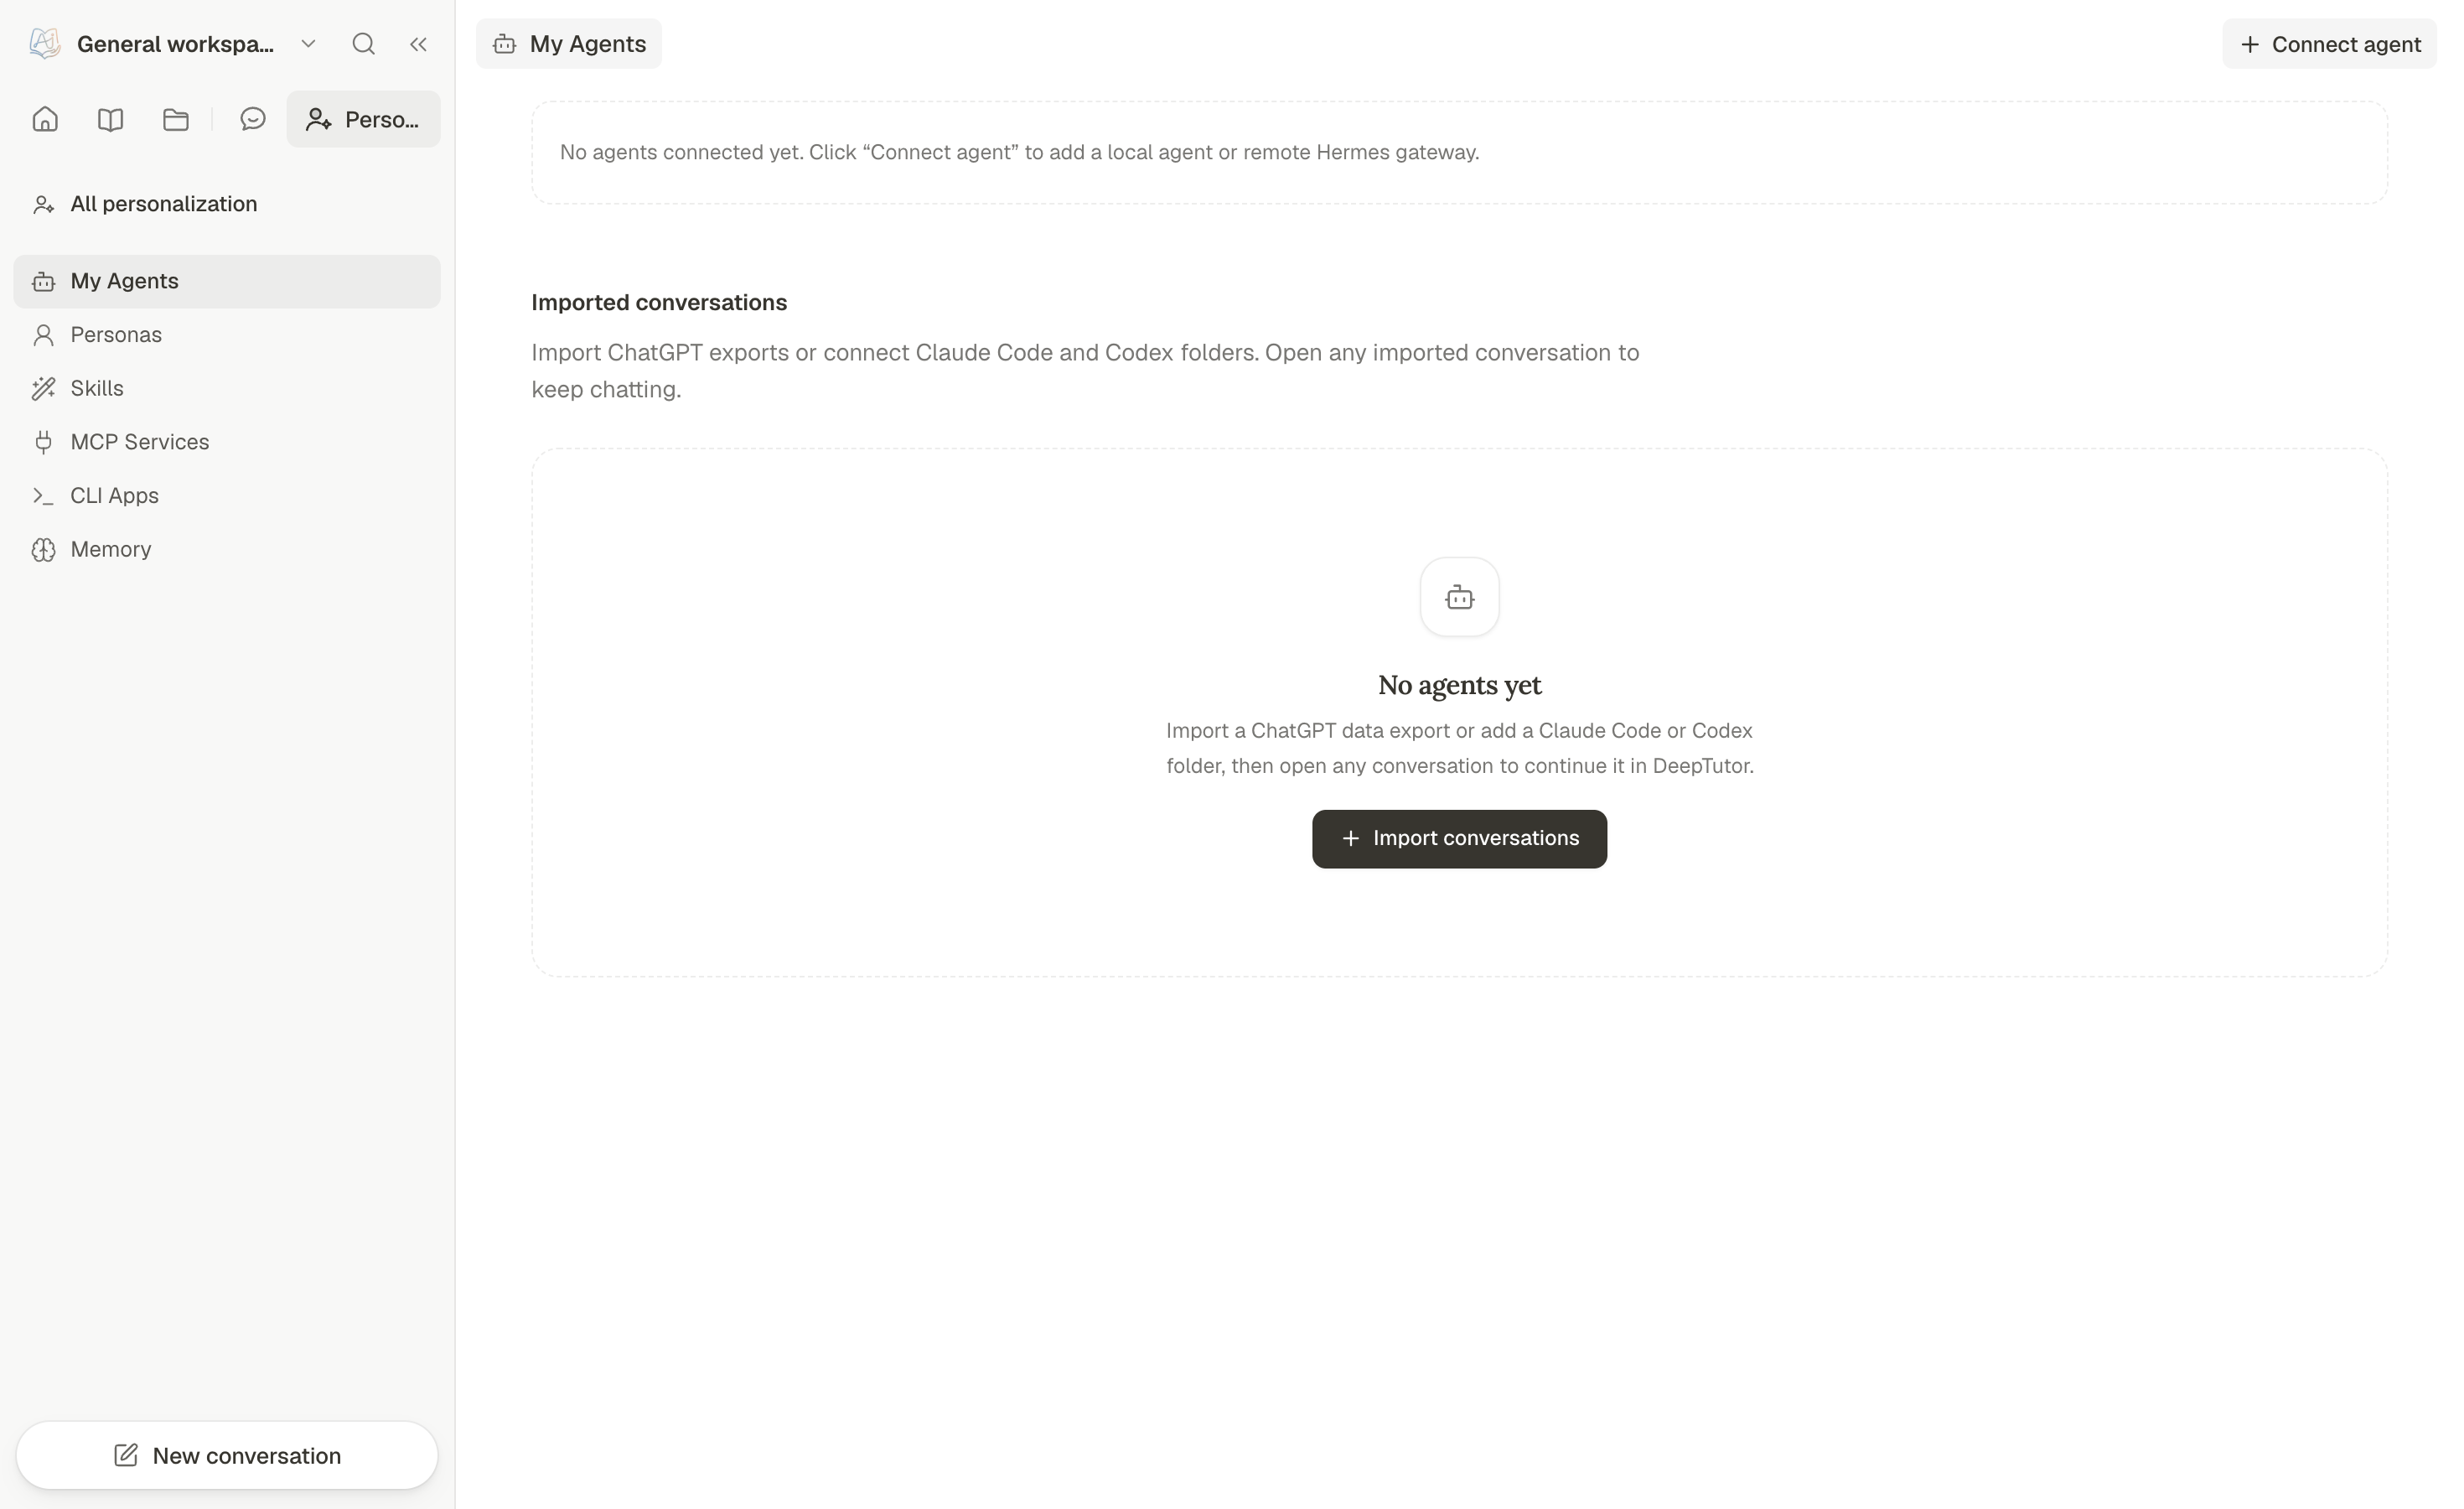 General workspa...
Perso...
All personalization
My Agents
Personas
Skills
MCP Services
CLI Apps
Memory
New conversation
My Agents
Connect agent
No agents connected yet. Click “Connect agent” to add a local agent or remote Hermes gateway.
Imported conversations
Import ChatGPT exports or connect Claude Code and Codex folders. Open any imported conversation to
keep chatting.
No agents yet
Import a ChatGPT data export or add a Claude Code or Codex
folder, then open any conversation to continue it in DeepTutor.
Import conversations